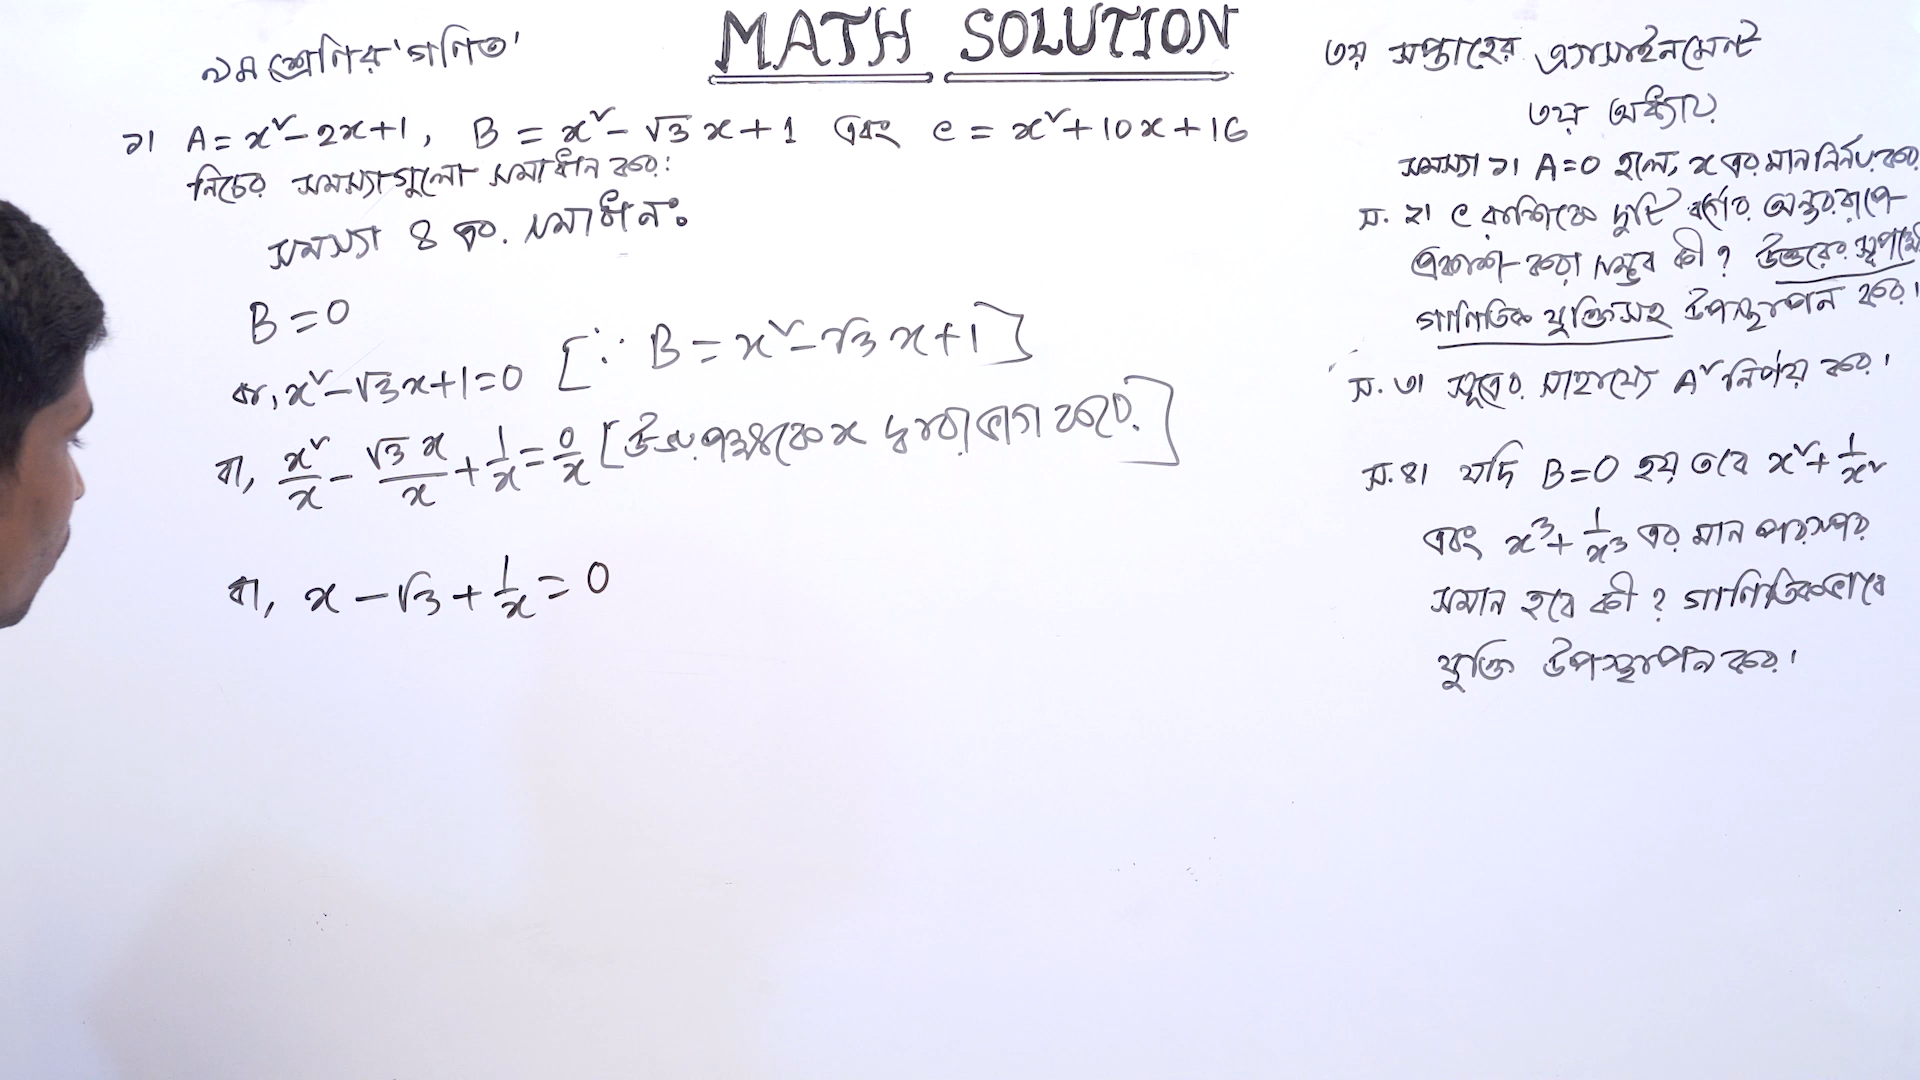 MATH SOLUTION
৯ম শ্রেণির 'গণিত'
১। A = x² - 2x + 1, B = x² - √3 x + 1 এবং e = x² + 10x + 16
নিচের সমস্যাগুলো সমাধান কর:
সমস্যা 8 এর সমাধান:
B = 0
বা, x² - √3x + 1 = 0 [∵ B = x² - √3 x + 1]
বা, x²/x - √3 x/x + 1/x = 0/x [উভয়পক্ষকে x দ্বারা ভাগ করে]
বা, x - √3 + 1/x = 0
৩য় সপ্তাহের এ্যাসাইনমেন্ট
৩য় অধ্যায়
সমস্যা ১। A=0 হলে, x এর মান নির্ণয় কর
স. ২। e রাশিকে দুটি বর্গের অন্তররূপে
প্রকাশ করা সম্ভব কী? উত্তরের স্বপক্ষে
গাণিতিক যুক্তিসহ উপস্থাপন কর।
স. ৩। সূত্রের সাহায্যে A² নির্ণয় কর।
স. ৪। যদি B=0 হয় তবে x² + 1/x²
এবং x³ + 1/x³ এর মান পরস্পর
সমান হবে কী? গাণিতিকভাবে
যুক্তি উপস্থাপন কর।